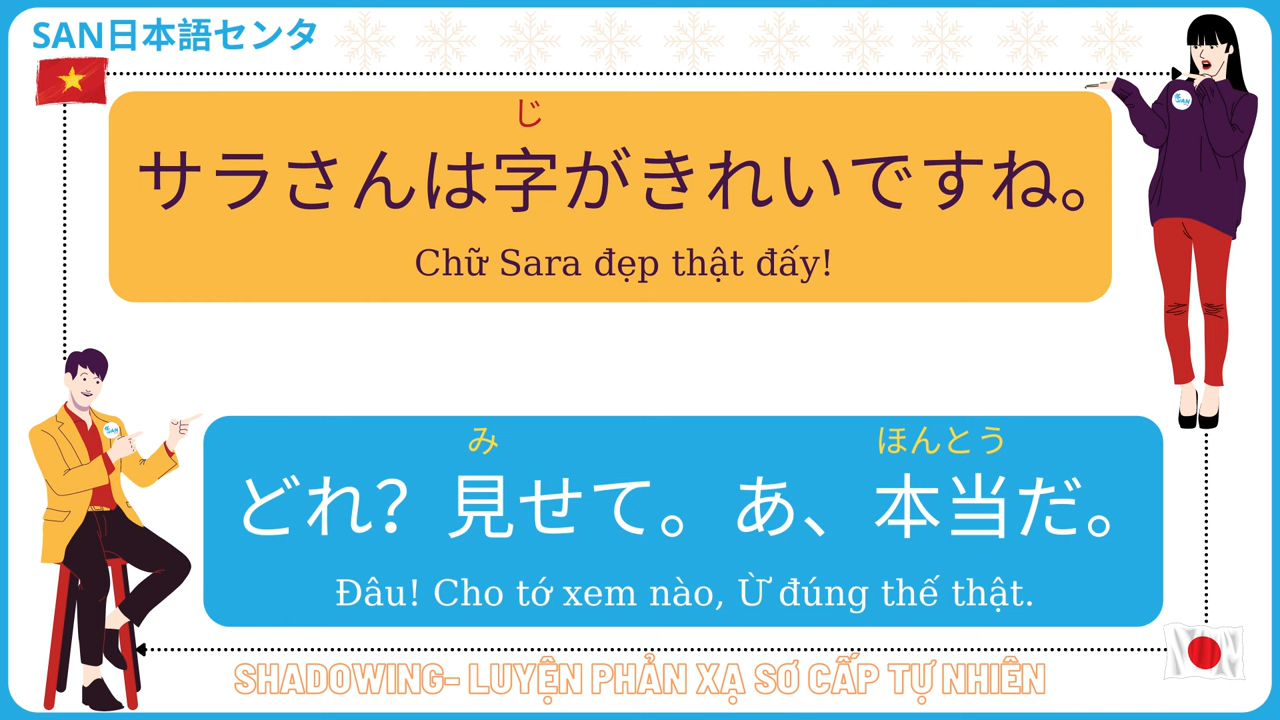 SAN日本語センタ
じ
サラさんは字がきれいですね。
Chữ Sara đẹp thật đấy!
み ほんとう
どれ？見せて。あ、本当だ。
Đâu! Cho tớ xem nào, Ừ đúng thế thật.
SHADOWING- LUYỆN PHẢN XẠ SƠ CẤP TỰ NHIÊN
SAN
SAN